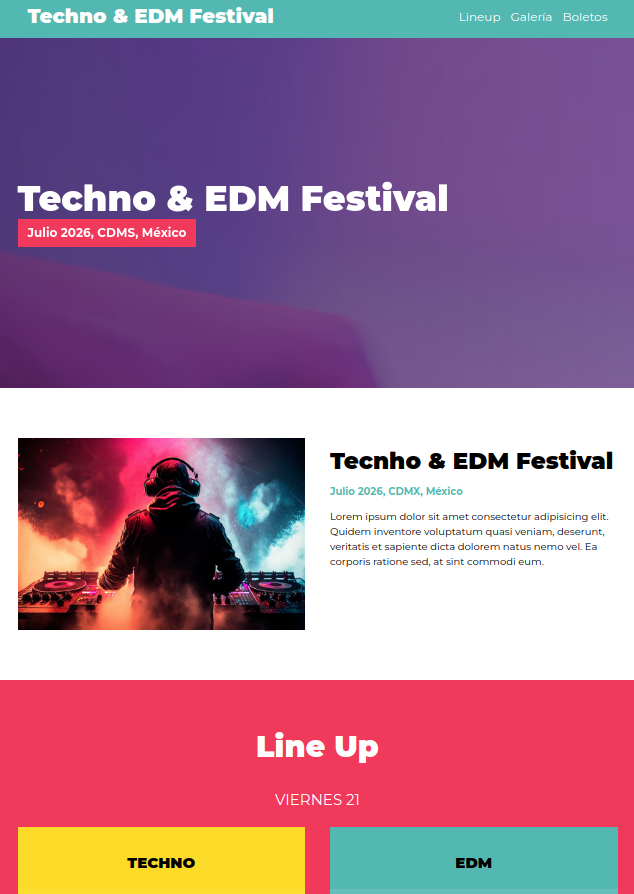 Techno & EDM Festival
Lineup Galería Boletos
Techno & EDM Festival
Julio 2026, CDMS, México
Tecnho & EDM Festival
Julio 2026, CDMX, México
Lorem ipsum dolor sit amet consectetur adipisicing elit.
Quidem inventore voluptatum quasi veniam, deserunt,
veritatis et sapiente dicta dolorem natus nemo vel. Ea
corporis ratione sed, at sint commodi eum.
Line Up
VIERNES 21
TECHNO
EDM